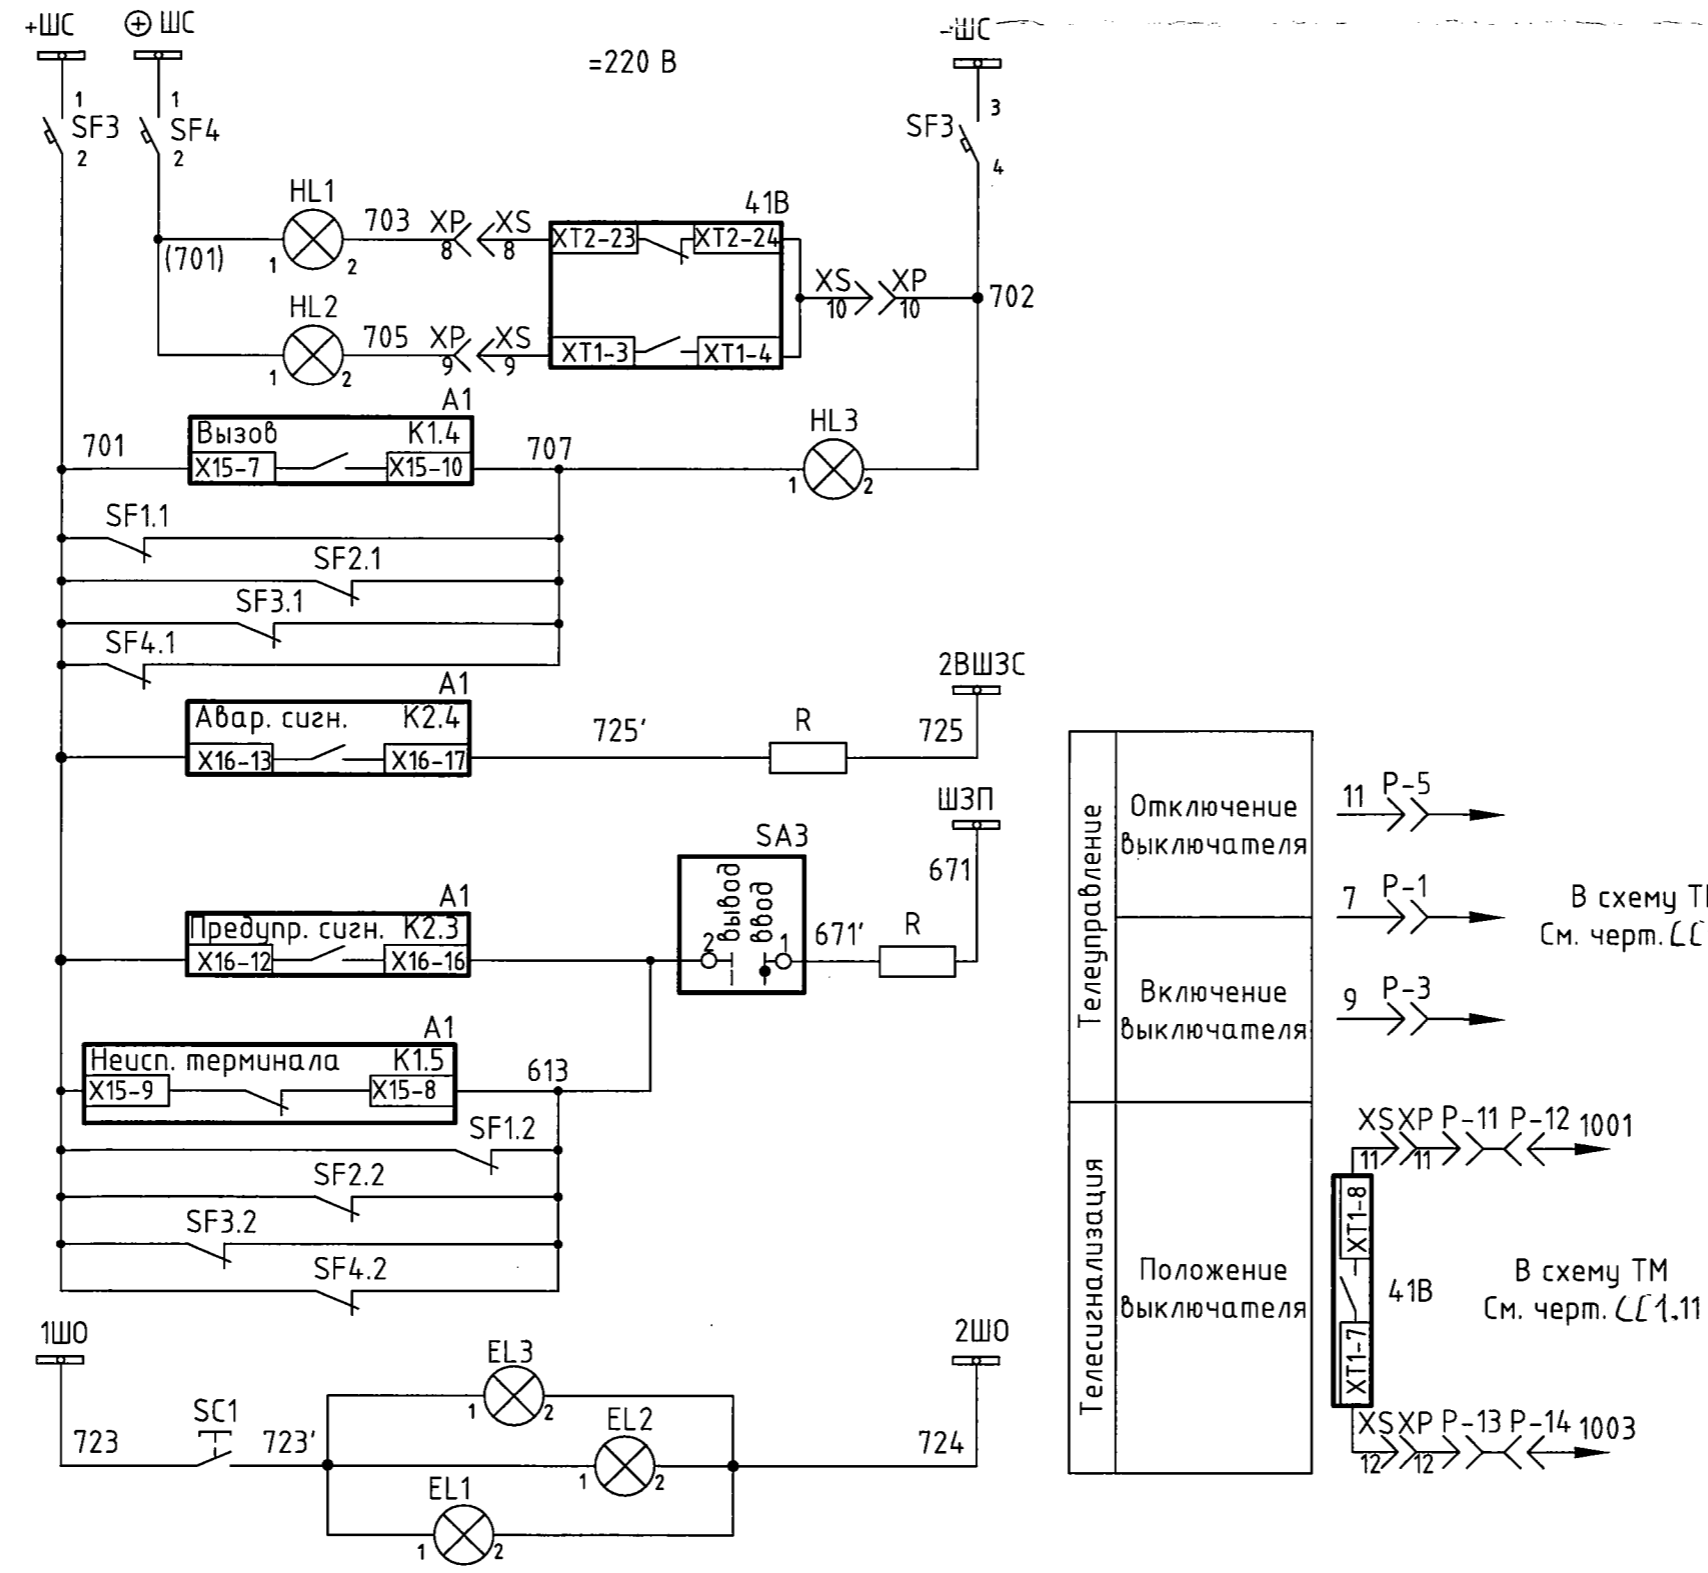 +ШС
⊕ ШС
-ШС
=220 В
1
SF3
2
1
SF4
2
3
SF3
4
HL1
(701)
1
2
703
XP
8
XS
8
41В
XT2-23
XT2-24
HL2
1
2
705
XP
9
XS
9
XT1-3
XT1-4
XS
10
XP
10
702
A1
701
Вызов
K1.4
X15-7
X15-10
707
HL3
1
2
SF1.1
SF2.1
SF3.1
SF4.1
A1
Авар. сигн.
K2.4
X16-13
X16-17
725'
R
725
2ВШЗС
ШЗП
671
A1
Предупр. сигн.
K2.3
X16-12
X16-16
SA3
вывод
ввод
2
1
671'
R
A1
Неисп. терминала
K1.5
X15-9
X15-8
613
SF1.2
SF2.2
SF3.2
SF4.2
1ШО
2ШО
723
SC1
723'
EL3
1
2
EL2
1
2
EL1
1
2
724
Телеуправление
Отключение
выключателя
Включение
выключателя
Телесигнализация
Положение
выключателя
11
P-5
7
P-1
9
P-3
В схему
См. черт.
XS
11
XP
11
P-11
P-12
1001
XT1-8
41В
XT1-7
В схему ТМ
См. черт.
XS
12
XP
12
P-13
P-14
1003